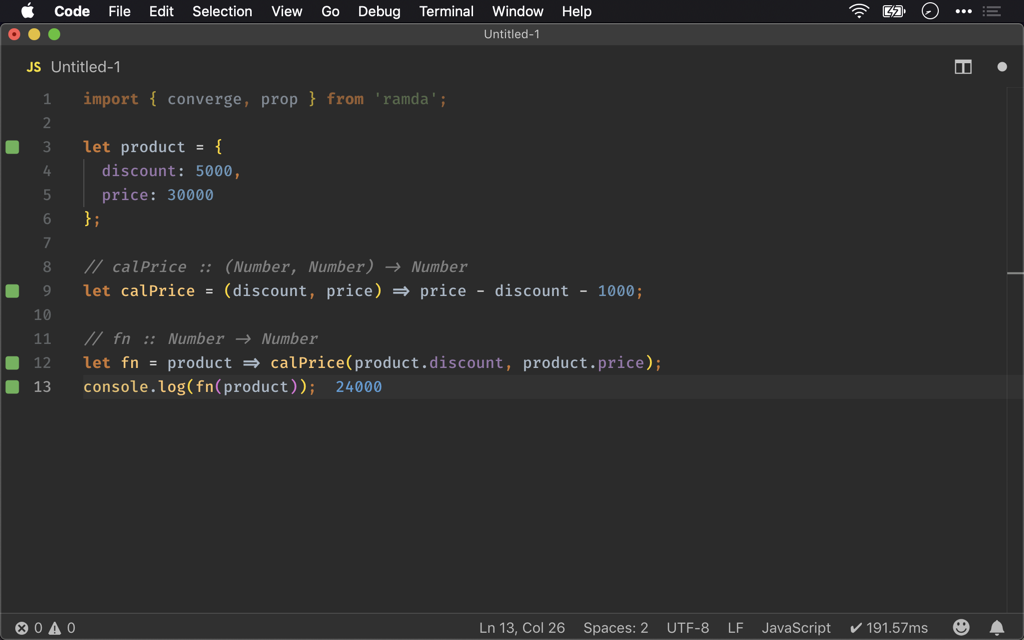 Code File Edit Selection View Go Debug Terminal Window Help
Untitled-1
JS Untitled-1
1 import { converge, prop } from 'ramda';
2
3 let product = {
4 discount: 5000,
5 price: 30000
6 };
7
8 // calPrice :: (Number, Number) -> Number
9 let calPrice = (discount, price) => price - discount - 1000;
10
11 // fn :: Number -> Number
12 let fn = product => calPrice(product.discount, product.price);
13 console.log(fn(product)); 24000
0 0 Ln 13, Col 26 Spaces: 2 UTF-8 LF JavaScript ✔ 191.57ms